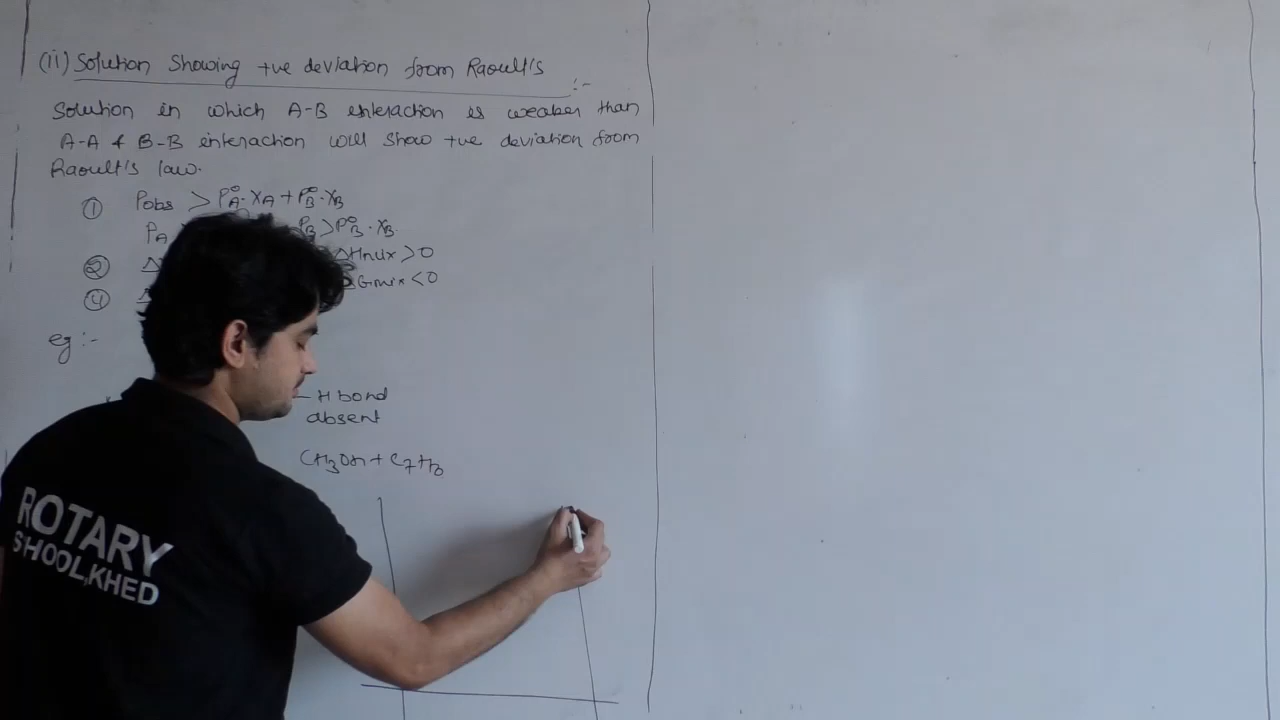 (ii) Solution Showing +ve deviation from Raoult's :-
Solution in which A-B interaction is weaker than
A-A & B-B interaction will show +ve deviation from
Raoult's law.
① Pobs > P°A·XA + P°B·XB
PA PB > P°B·XB
② Δ ΔHmix > 0
④ Δ ΔGmix < 0
eg :-
- H bond
absent
CH3OH + C7H8
ROTARY
SHOOL,KHED